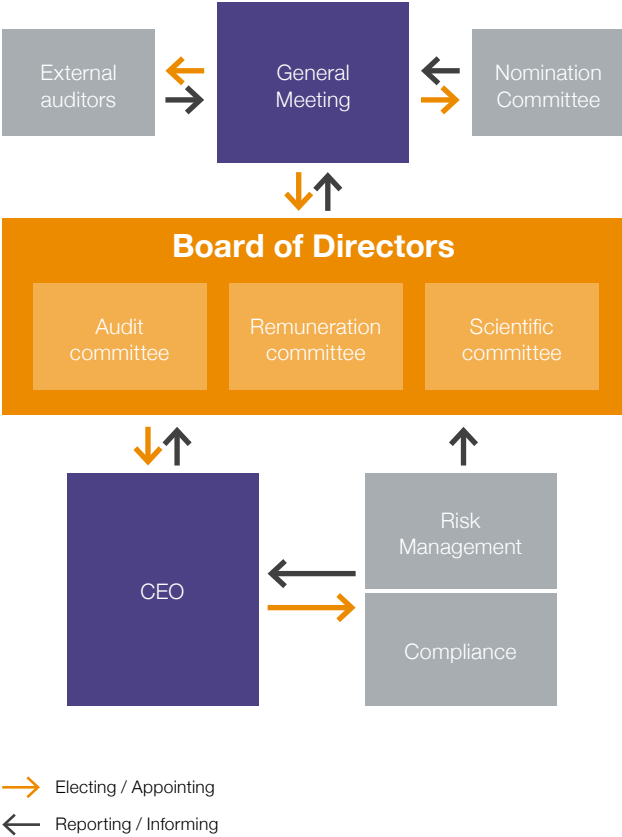 External
auditors
General
Meeting
Nomination
Committee
Board of Directors
Audit
committee
Remuneration
committee
Scientific
committee
CEO
Risk
Management
Compliance
Electing / Appointing
Reporting / Informing